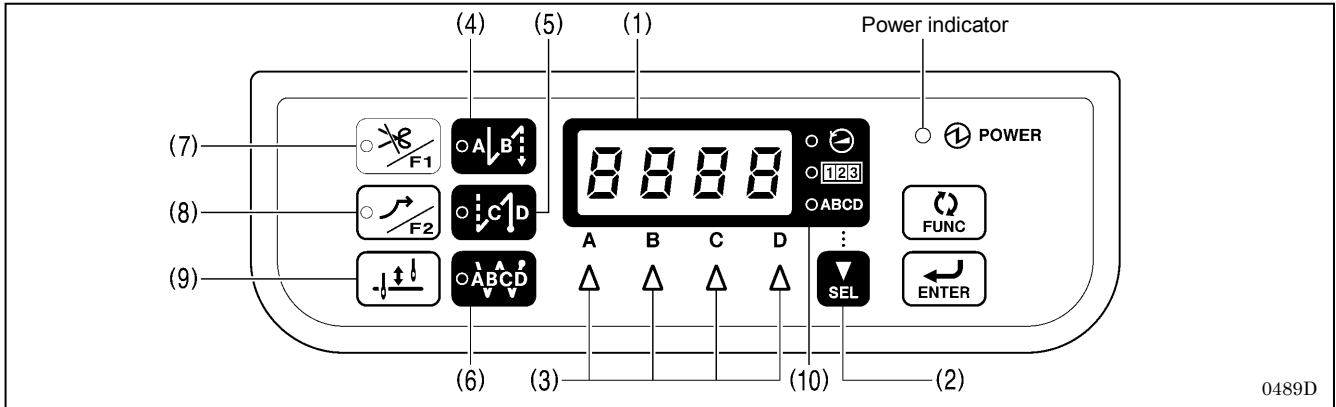 (4) (5) (1) Power indicator
(7) F1 A B 8888 POWER
123
(8) F2 C D ABCD FUNC
A B C D
(9) ABCD SEL ENTER
(6) (3) (10) (2)
0489D